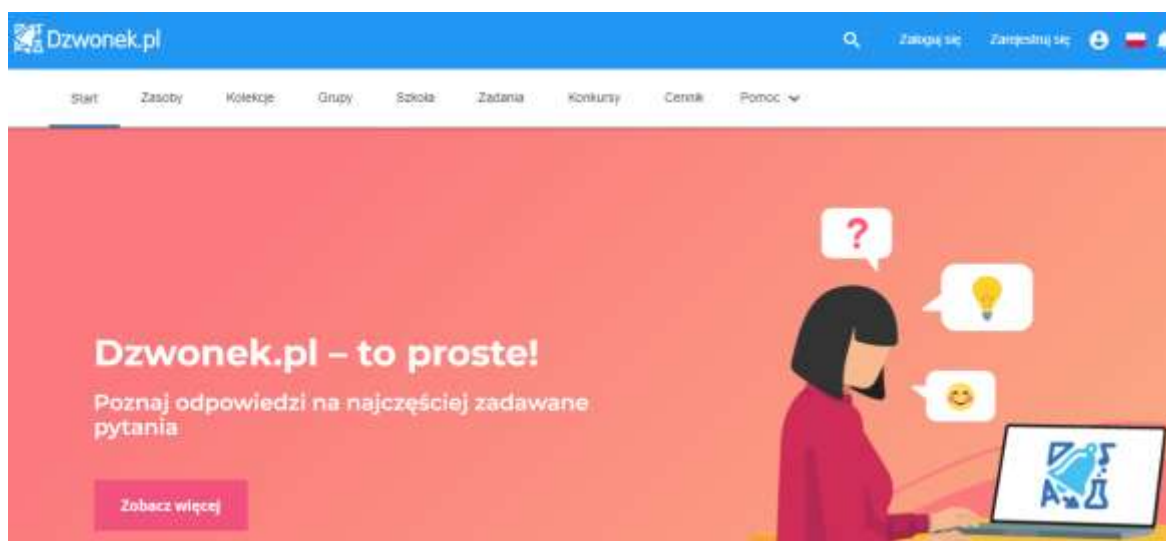 Dzwonek.pl
Zaloguj się Zarejestruj się
Start Zasoby Kolekcje Grupy Szkoła Zadania Konkursy Cennik Pomoc
?
Dzwonek.pl – to proste!
Poznaj odpowiedzi na najczęściej zadawane
pytania
Zobacz więcej